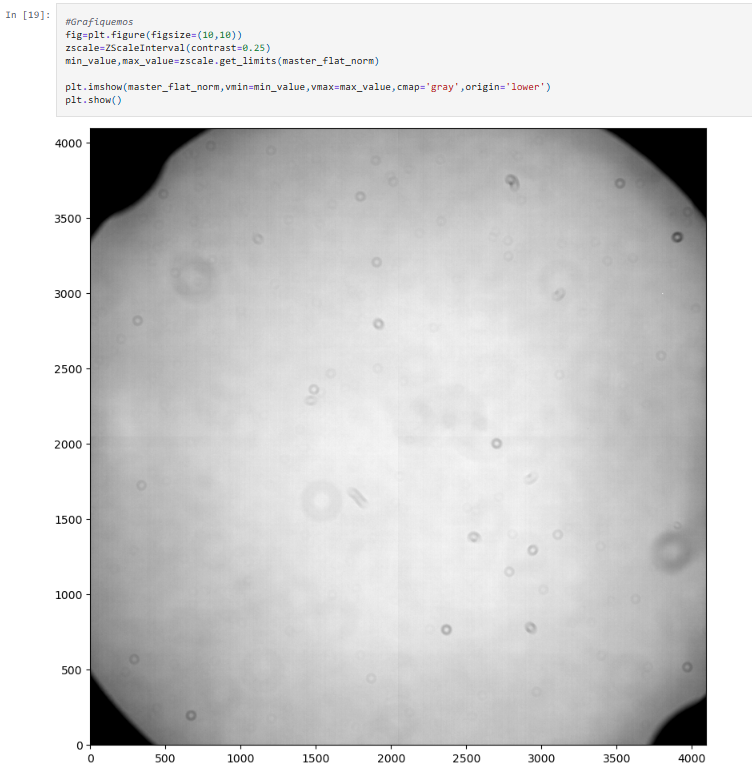 In [19]:
#Grafiquemos
fig=plt.figure(figsize=(10,10))
zscale=ZScaleInterval(contrast=0.25)
min_value,max_value=zscale.get_limits(master_flat_norm)
plt.imshow(master_flat_norm,vmin=min_value,vmax=max_value,cmap='gray',origin='lower')
plt.show()
4000
3500
3000
2500
2000
1500
1000
500
0
0 500 1000 1500 2000 2500 3000 3500 4000